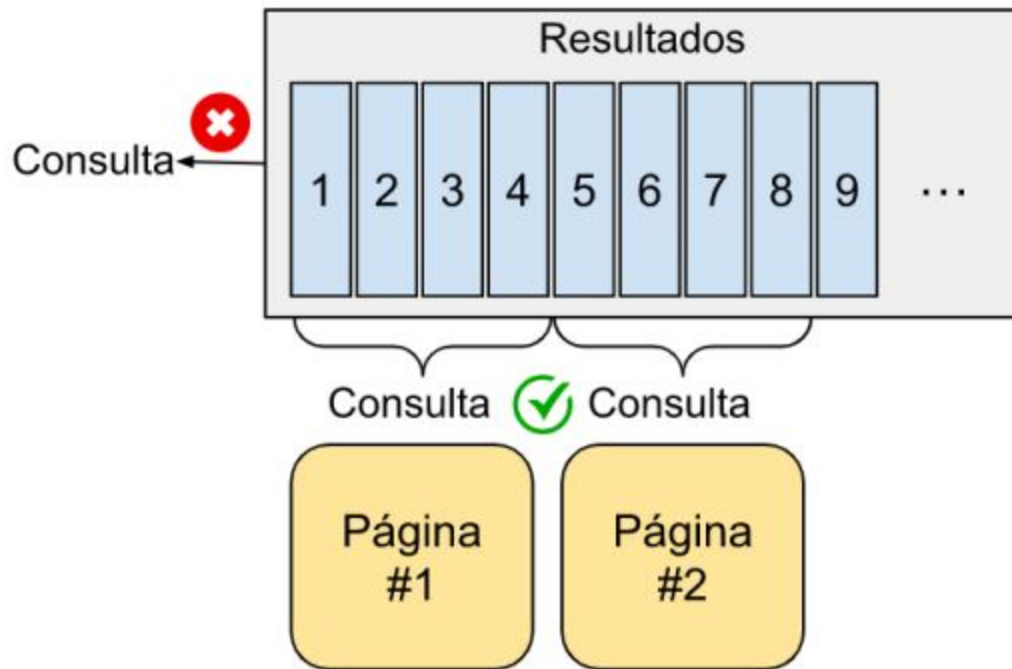 Resultados
Consulta
1 2 3 4 5 6 7 8 9 ...
Consulta Consulta
Página Página
#1 #2